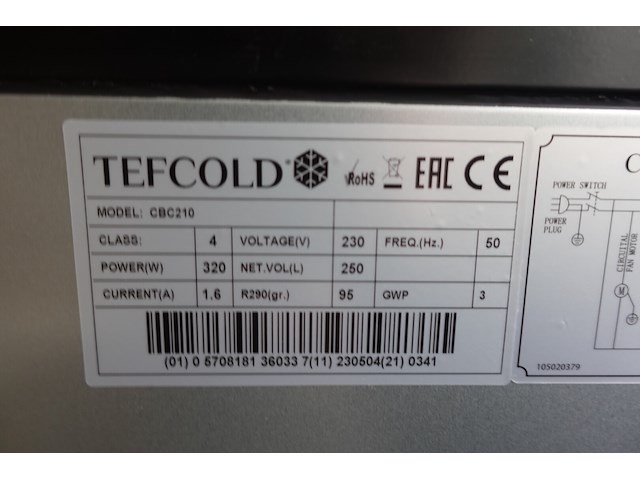 TEFCOLD RoHS EAC CE
MODEL: CBC210
CLASS: 4 VOLTAGE(V) 230 FREQ.(Hz.) 50
POWER(W) 320 NET.VOL(L) 250
CURRENT(A) 1.6 R290(gr.) 95 GWP 3
(01) 0 5708181 36033 7(11) 230504(21) 0341
C
POWER SWITCH
POWER
PLUG
CIRCUITAL
FAN MOTOR
M
105020379